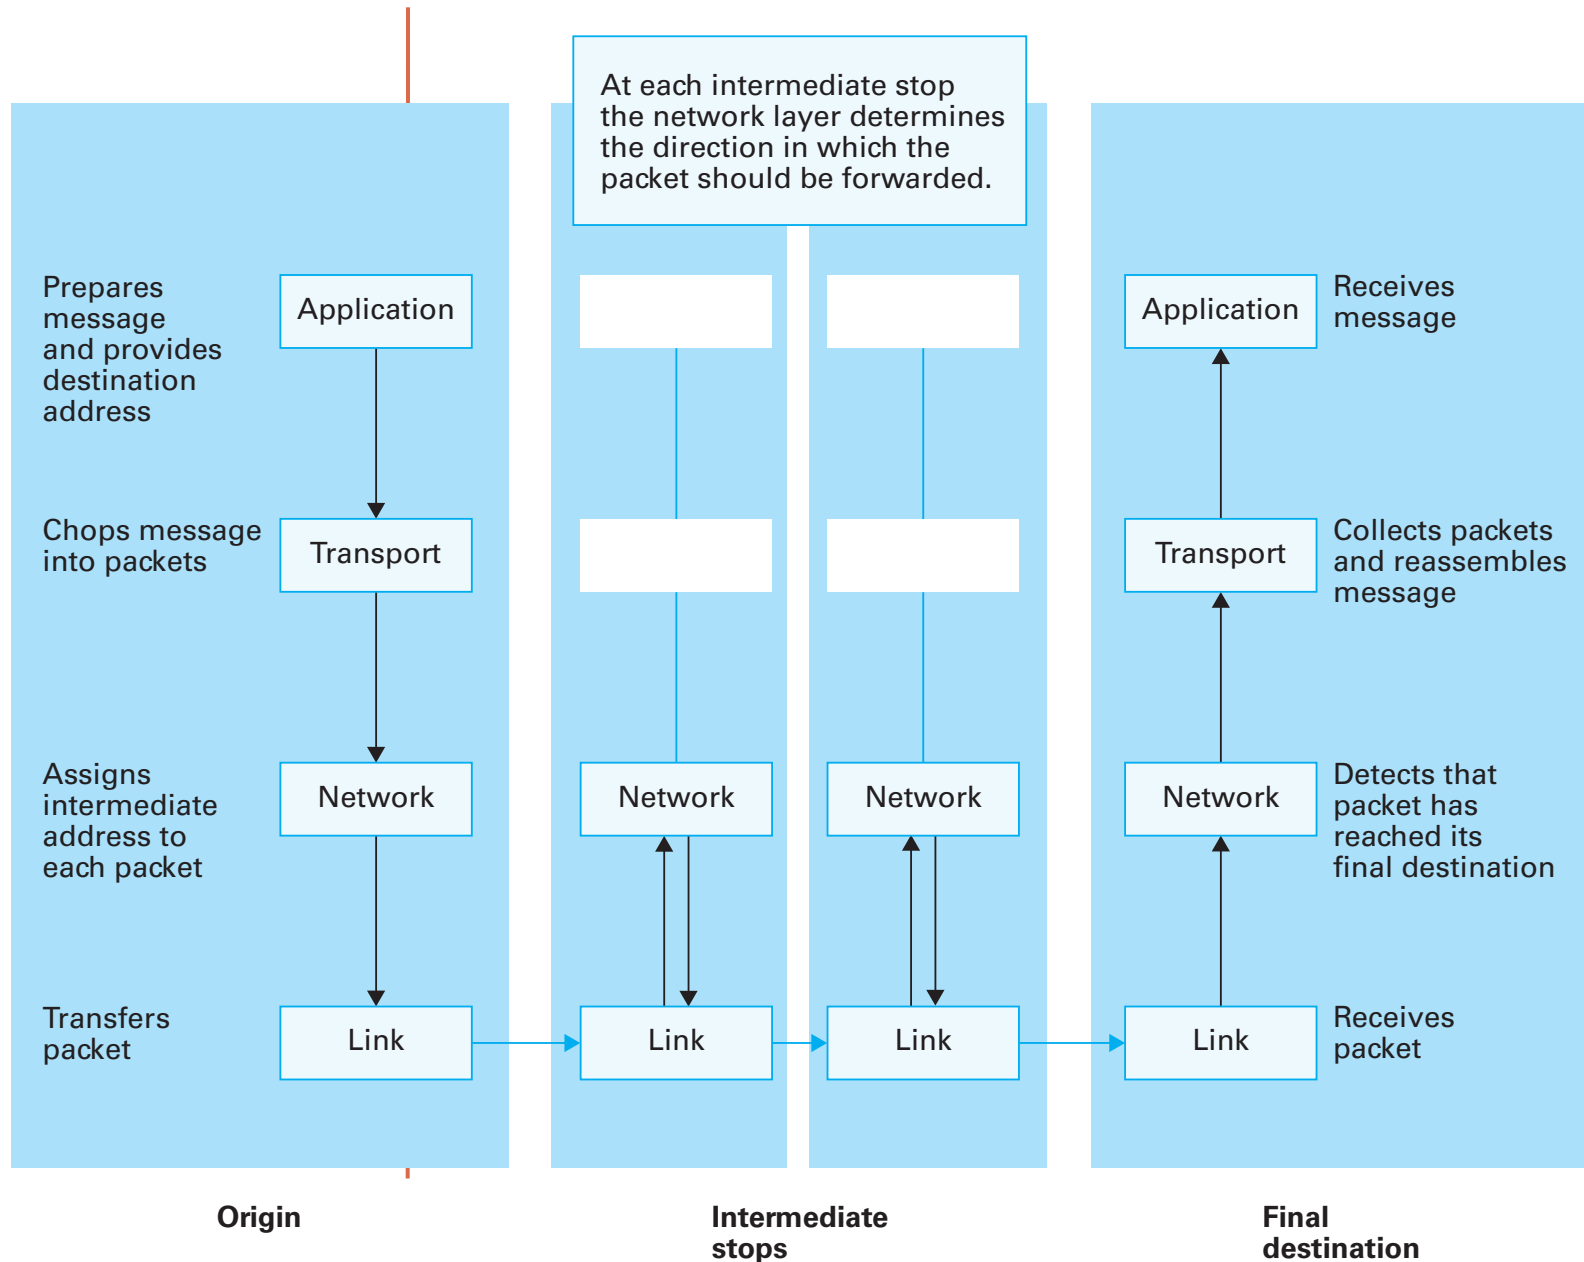 At each intermediate stop
the network layer determines
the direction in which the
packet should be forwarded.
Prepares
message
and provides
destination
address
Application
Application
Receives
message
Chops message
into packets
Transport
Transport
Collects packets
and reassembles
message
Assigns
intermediate
address to
each packet
Network
Network
Network
Network
Detects that
packet has
reached its
final destination
Transfers
packet
Link
Link
Link
Link
Receives
packet
Origin
Intermediate
stops
Final
destination